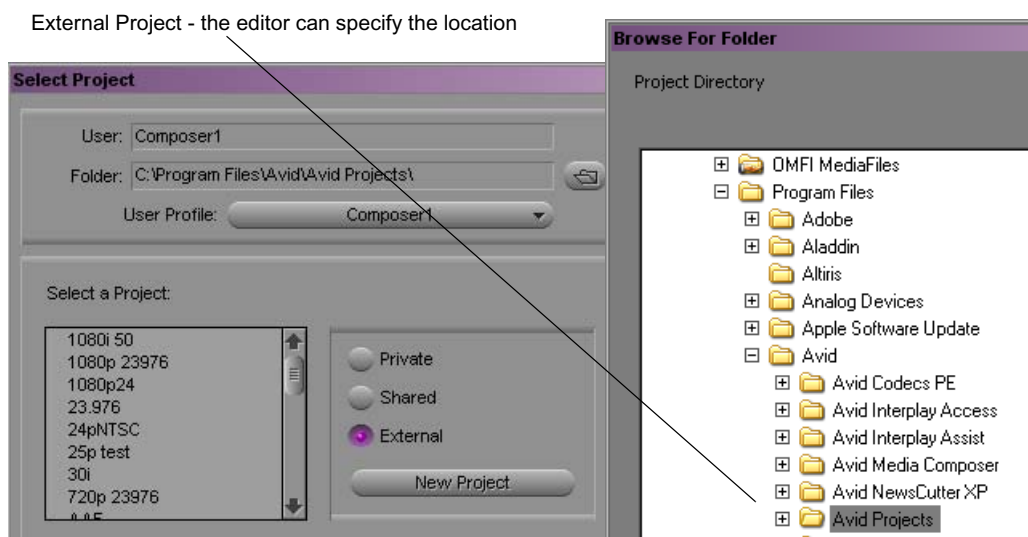 External Project - the editor can specify the location
Select Project
User: Composer1
Folder: C:\Program Files\Avid\Avid Projects\
User Profile: Composer1
Select a Project:
1080i 50
1080p 23976
1080p24
23.976
24pNTSC
25p test
30i
720p 23976
Private
Shared
External
New Project
Browse For Folder
Project Directory
OMFI MediaFiles
Program Files
Adobe
Aladdin
Altiris
Analog Devices
Apple Software Update
Avid
Avid Codecs PE
Avid Interplay Access
Avid Interplay Assist
Avid Media Composer
Avid NewsCutter XP
Avid Projects